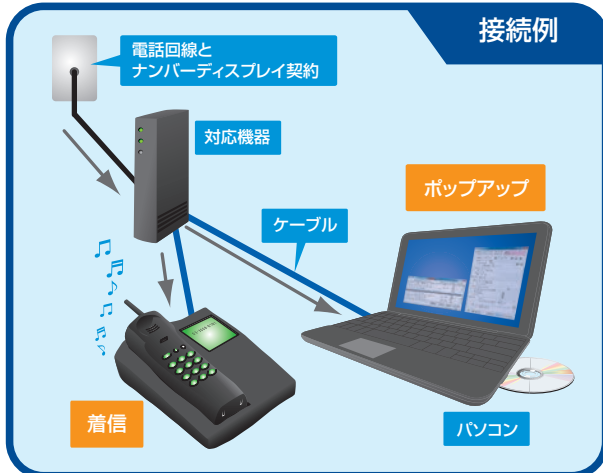 接続例
電話回線と
ナンバーディスプレイ契約
対応機器
ポップアップ
ケーブル
着信
パソコン